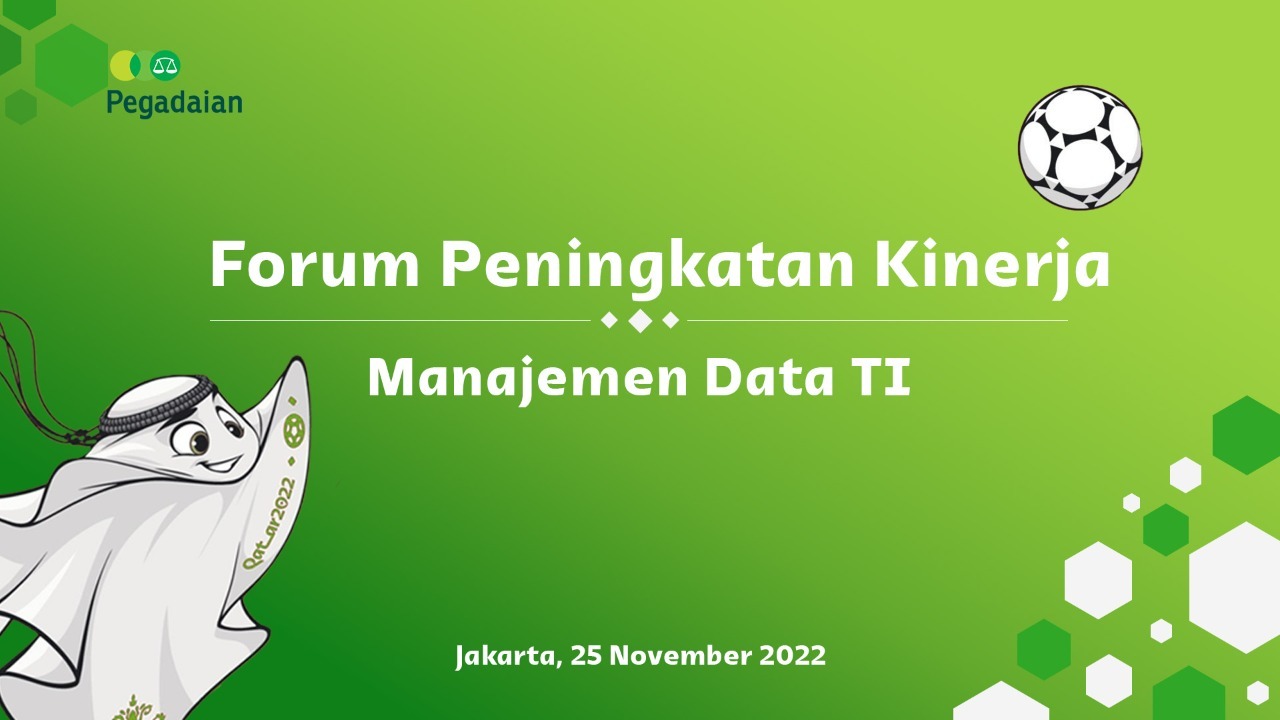 Pegadaian
Forum Peningkatan Kinerja
Manajemen Data TI
Qatar2022
Jakarta, 25 November 2022